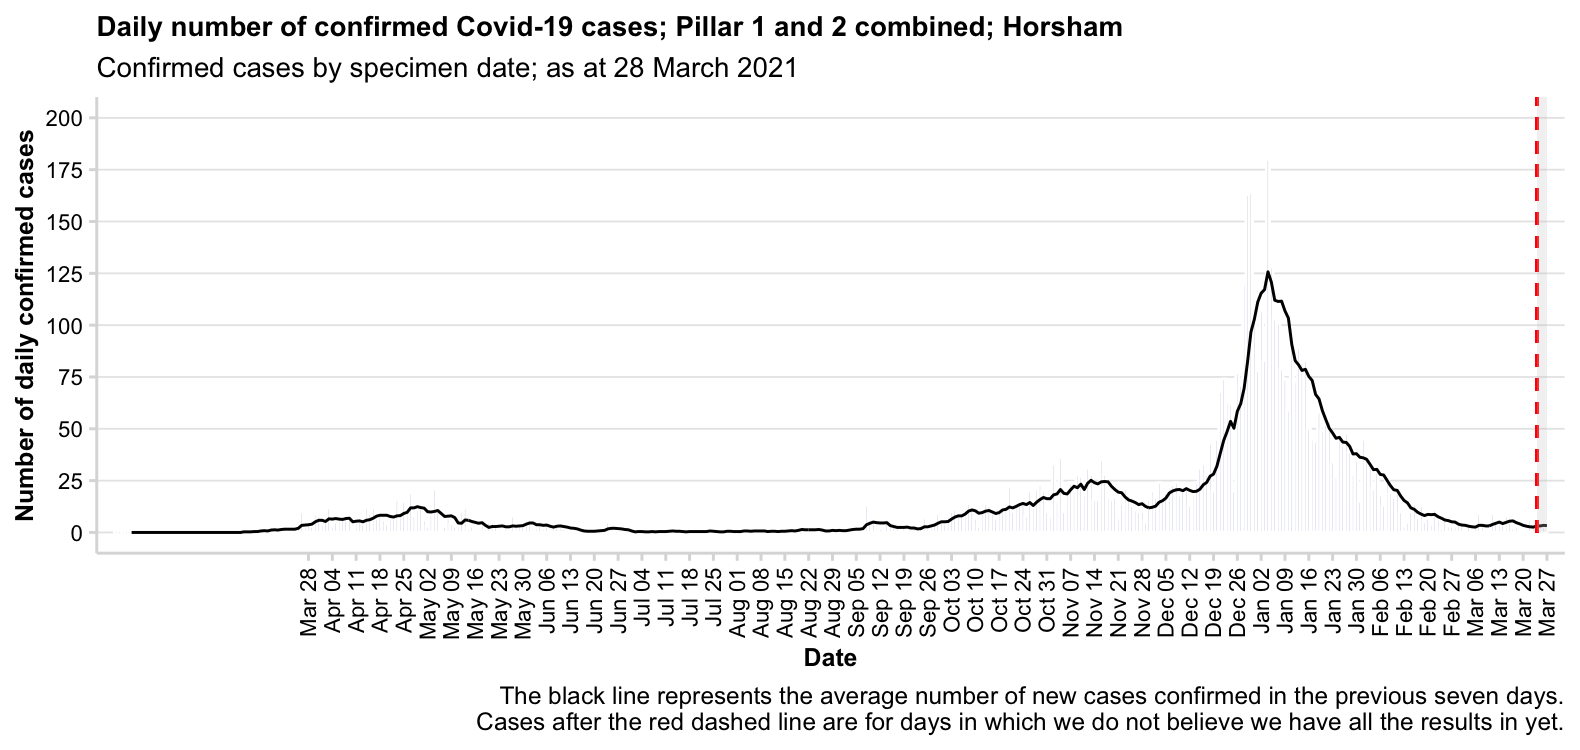 Daily number of confirmed Covid-19 cases; Pillar 1 and 2 combined; Horsham
Confirmed cases by specimen date; as at 28 March 2021
Number of daily confirmed cases
200
175
150
125
100
75
50
25
0
Mar 28
Apr 04
Apr 11
Apr 18
Apr 25
May 02
May 09
May 16
May 23
May 30
Jun 06
Jun 13
Jun 20
Jun 27
Jul 04
Jul 11
Jul 18
Jul 25
Aug 01
Aug 08
Aug 15
Aug 22
Aug 29
Sep 05
Sep 12
Sep 19
Sep 26
Oct 03
Oct 10
Oct 17
Oct 24
Oct 31
Nov 07
Nov 14
Nov 21
Nov 28
Dec 05
Dec 12
Dec 19
Dec 26
Jan 02
Jan 09
Jan 16
Jan 23
Jan 30
Feb 06
Feb 13
Feb 20
Feb 27
Mar 06
Mar 13
Mar 20
Mar 27
Date
The black line represents the average number of new cases confirmed in the previous seven days.
Cases after the red dashed line are for days in which we do not believe we have all the results in yet.